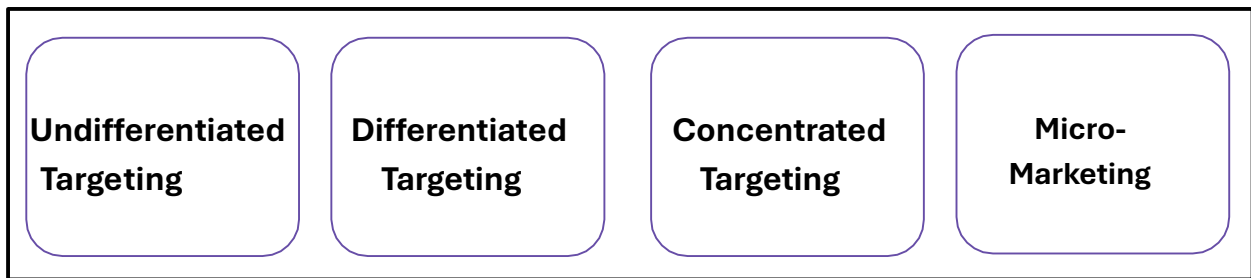 Undifferentiated
Targeting
Differentiated
Targeting
Concentrated
Targeting
Micro-
Marketing